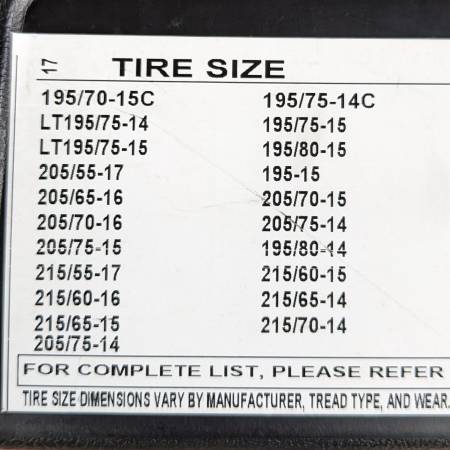 17
TIRE SIZE
195/70-15C
LT195/75-14
LT195/75-15
205/55-17
205/65-16
205/70-16
205/75-15
215/55-17
215/60-16
215/65-15
205/75-14
195/75-14C
195/75-15
195/80-15
195-15
205/70-15
205/75-14
195/80-14
215/60-15
215/65-14
215/70-14
FOR COMPLETE LIST, PLEASE REFER
TIRE SIZE DIMENSIONS VARY BY MANUFACTURER, TREAD TYPE, AND WEAR.